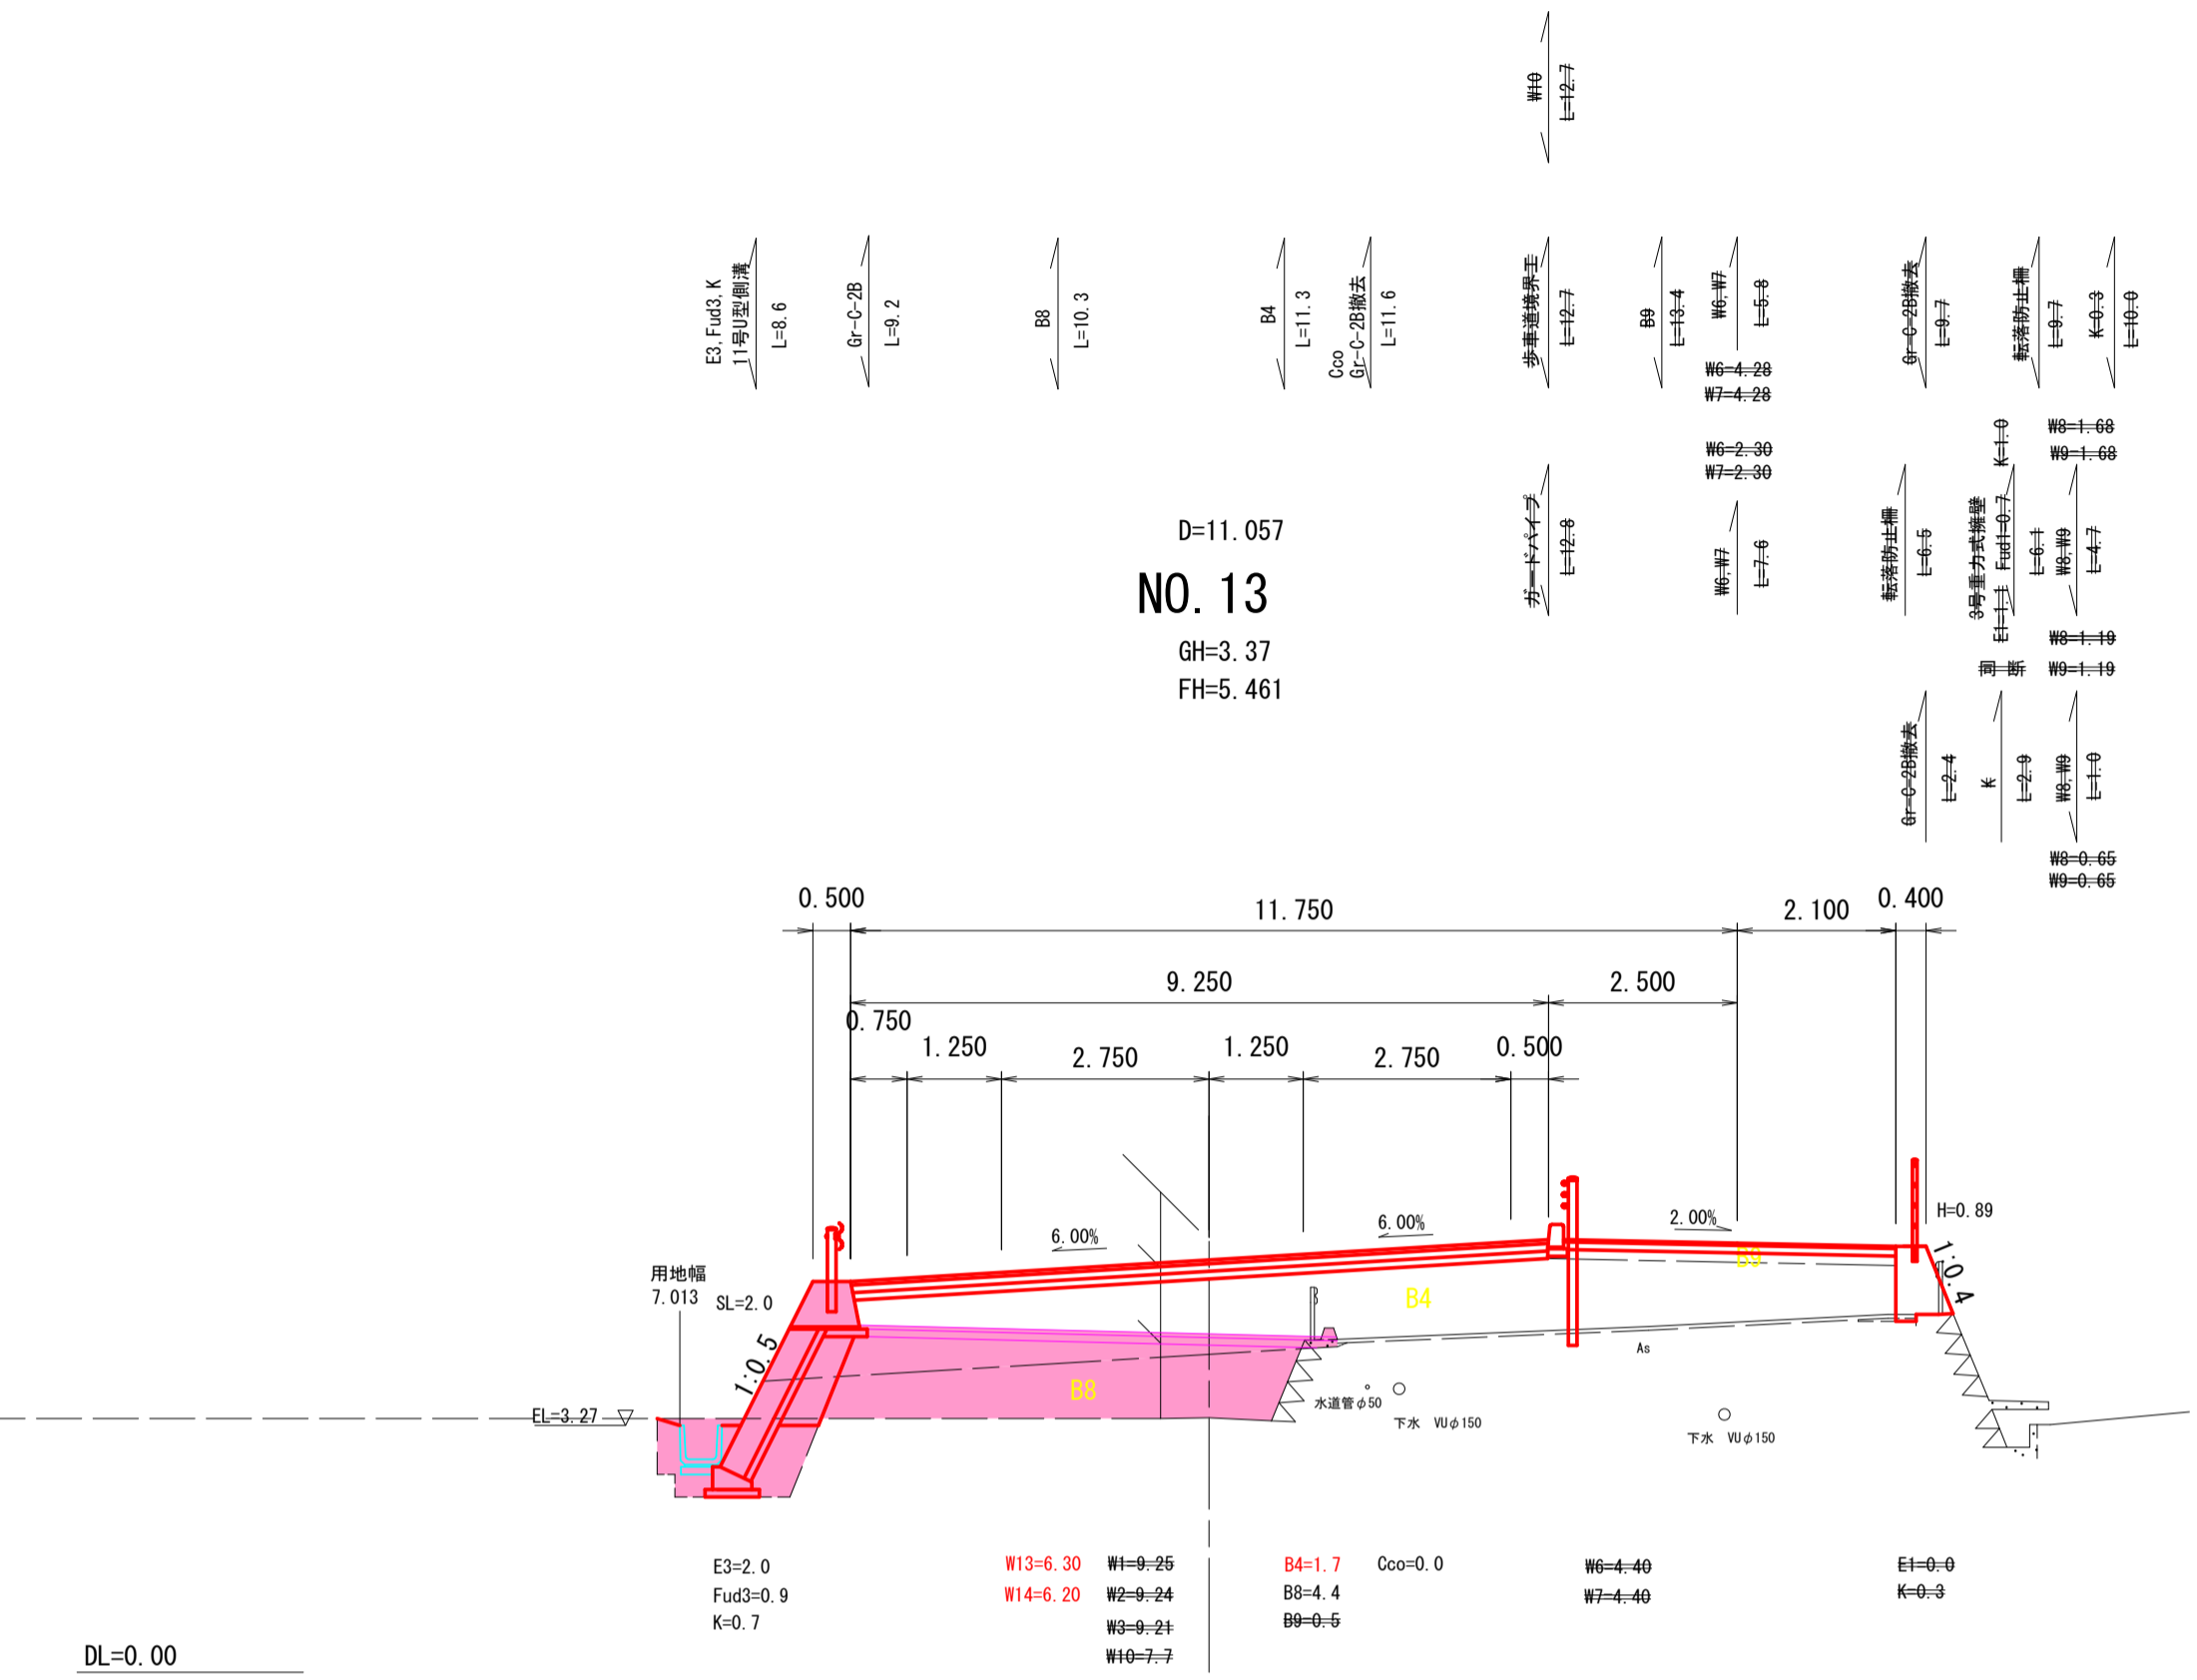 W10
L=12.7
E3,Fud3,K
11号U型側溝
L=8.6
Gr-C-2B
L=9.2
B8
L=10.3
B4
L=11.3
Cco
Gr-C-2B撤去
L=11.6
歩車道境界工
L=12.7
B9
L=13.4
W6,W7
L=5.8
W6=4.28
W7=4.28
Gr-C-2B撤去
L=9.7
転落防止柵
L=9.7
K=0.3
L=10.0
W6=2.30
W7=2.30
K=1.0
W8=1.68
W9=1.68
D=11.057
NO.13
GH=3.37
FH=5.461
ガードパイプ
L=12.8
W6,W7
L=7.6
転落防止柵
L=6.5
3号重力式擁壁
E1=1.1 Fud1=0.7
L=6.1
W8,W9
L=4.7
W8=1.19
同 断
W9=1.19
Gr-C-2B撤去
L=2.4
K
L=2.9
W8,W9
L=1.0
W8=0.65
W9=0.65
0.500
11.750
2.100
0.400
9.250
2.500
0.750
1.250
2.750
1.250
2.750
0.500
6.00%
6.00%
2.00%
H=0.89
1:0.4
B9
用地幅
7.013
SL=2.0
B4
1:0.5
As
B8
水道管φ50
EL=3.27
下水 VUφ150
下水 VUφ150
E3=2.0
Fud3=0.9
K=0.7
W13=6.30
W14=6.20
W1=9.25
W2=9.24
W3=9.21
W10=7.7
B4=1.7
B8=4.4
B9=0.5
Cco=0.0
W6=4.40
W7=4.40
E1=0.0
K=0.3
DL=0.00